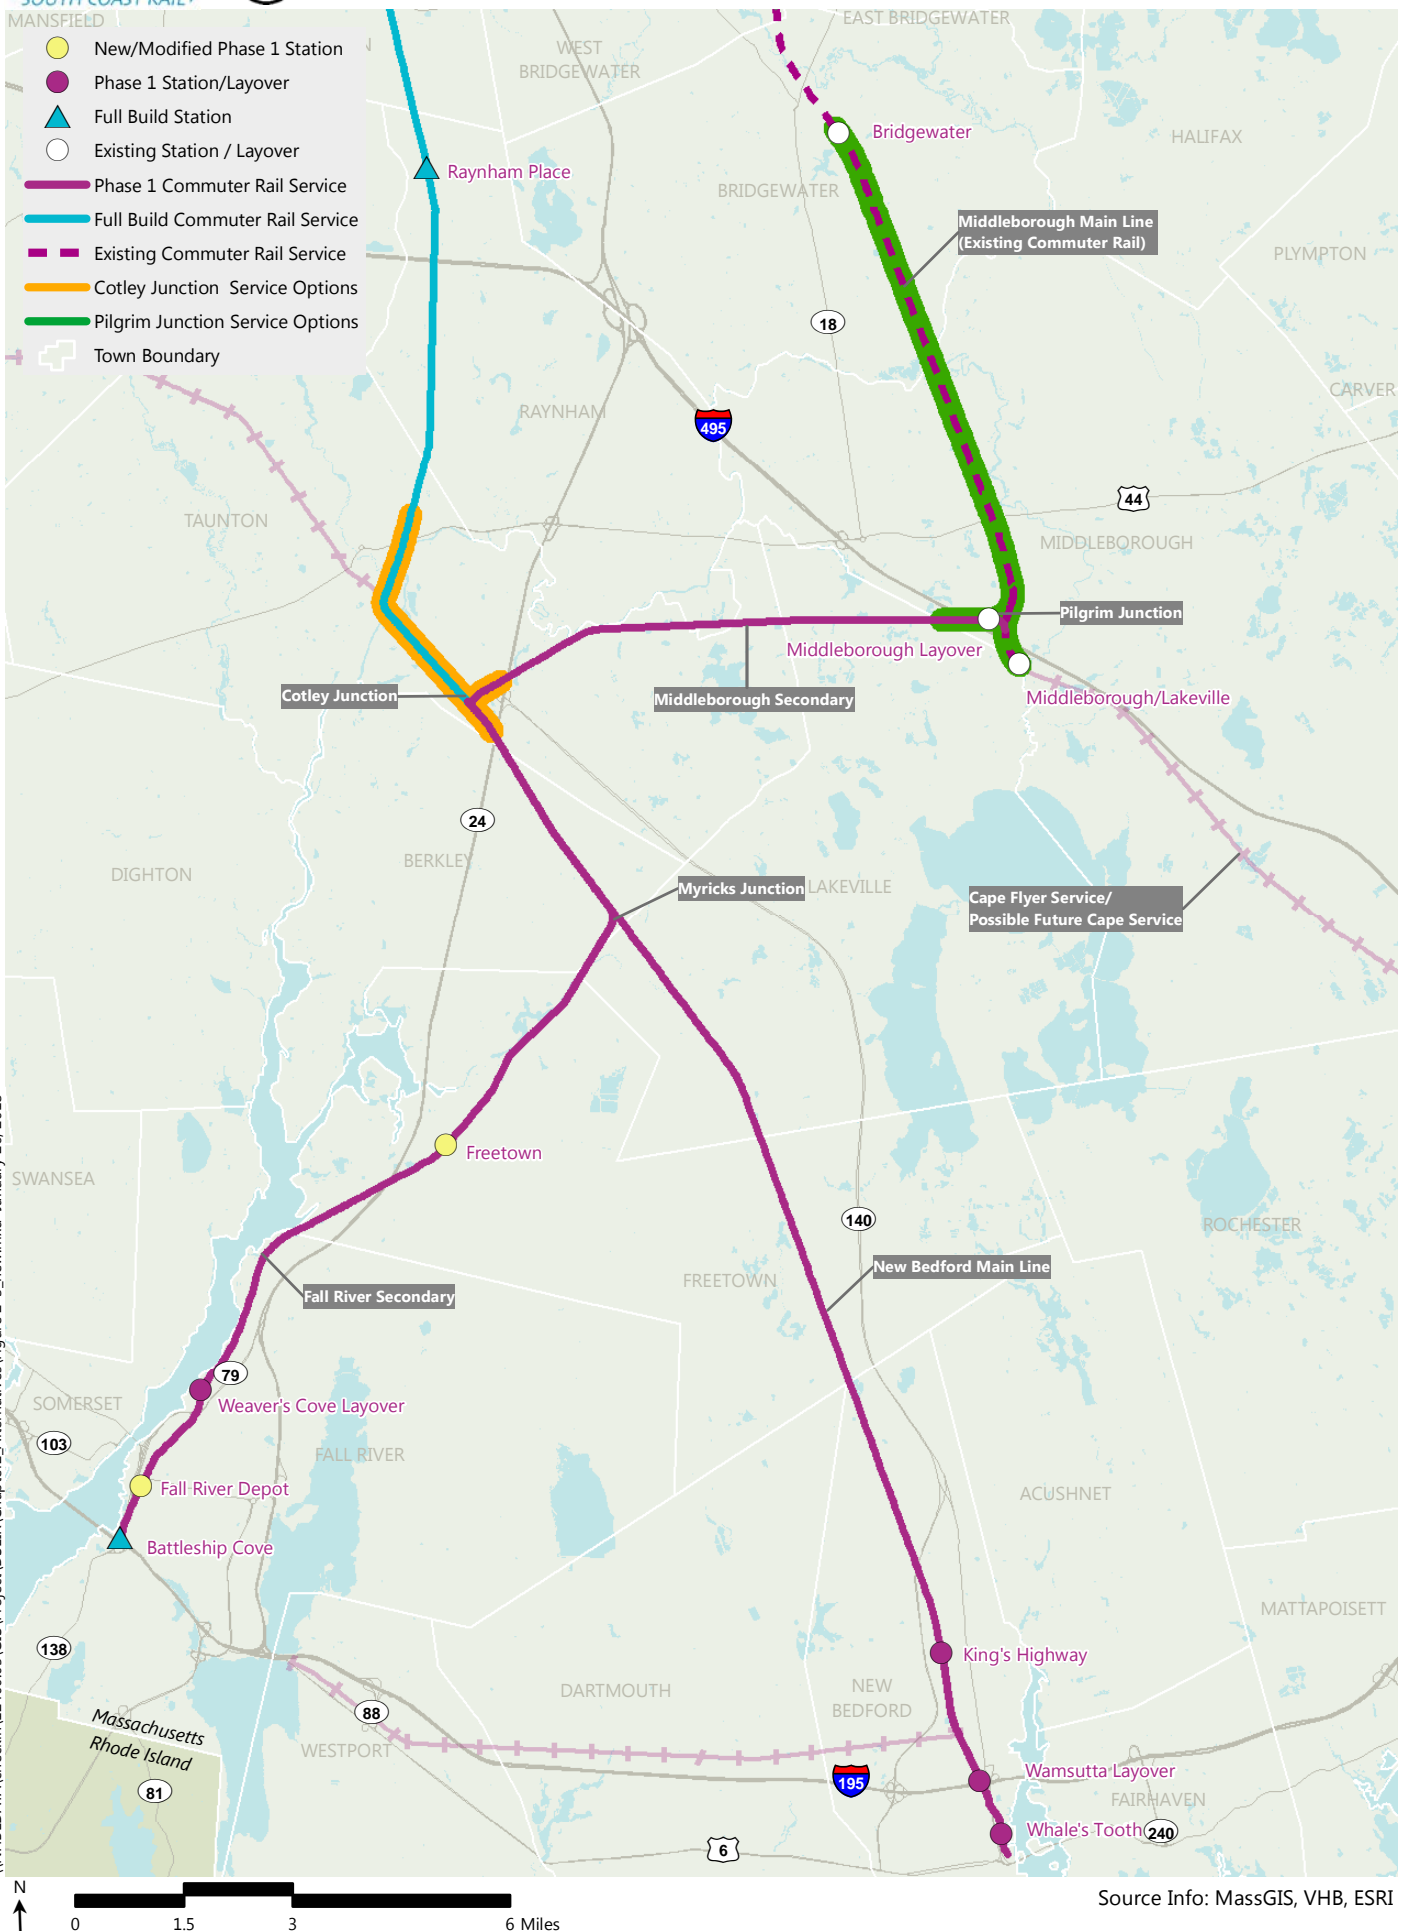 SOUTH COAST RAIL
MANSFIELD
EAST BRIDGEWATER
New/Modified Phase 1 Station
Phase 1 Station/Layover
Full Build Station
Existing Station / Layover
Phase 1 Commuter Rail Service
Full Build Commuter Rail Service
Existing Commuter Rail Service
Cotley Junction Service Options
Pilgrim Junction Service Options
Town Boundary
WEST
BRIDGEWATER
Bridgewater
HALIFAX
Raynham Place
BRIDGEWATER
Middleborough Main Line
(Existing Commuter Rail)
PLYMPTON
18
CARVER
RAYNHAM
495
44
TAUNTON
MIDDLEBOROUGH
Pilgrim Junction
Middleborough Layover
Cotley Junction
Middleborough Secondary
Middleborough/Lakeville
24
BERKLEY
DIGHTON
Myricks Junction
LAKEVILLE
Cape Flyer Service/
Possible Future Cape Service
Freetown
SWANSEA
140
ROCHESTER
New Bedford Main Line
FREETOWN
Fall River Secondary
79
SOMERSET
Weaver's Cove Layover
103
FALL RIVER
Fall River Depot
ACUSHNET
Battleship Cove
MATTAPOISETT
138
King's Highway
DARTMOUTH
NEW
BEDFORD
88
Massachusetts
Rhode Island
WESTPORT
Wamsutta Layover
195
81
FAIRHAVEN
Whale's Tooth
240
6
N
0 1.5 3 6 Miles
Source Info: MassGIS, VHB, ESRI